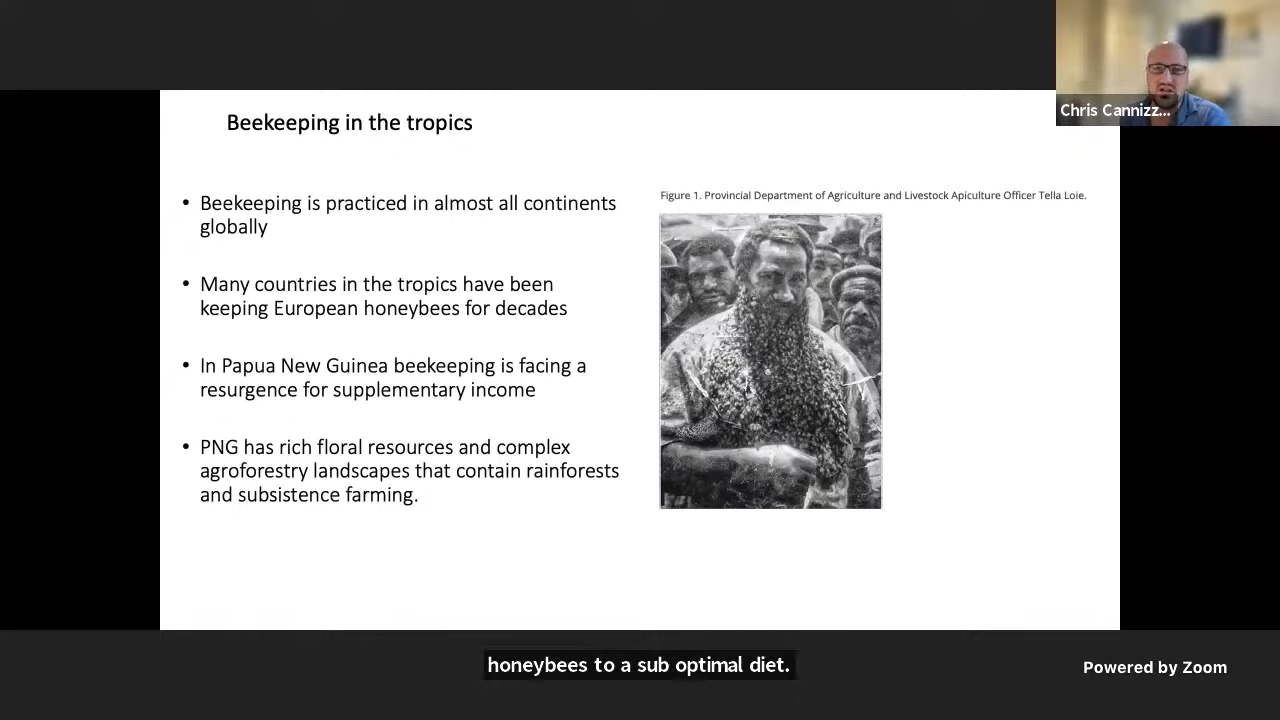 Chris Cannizz...
Beekeeping in the tropics
• Beekeeping is practiced in almost all continents
globally
• Many countries in the tropics have been
keeping European honeybees for decades
• In Papua New Guinea beekeeping is facing a
resurgence for supplementary income
• PNG has rich floral resources and complex
agroforestry landscapes that contain rainforests
and subsistence farming.
Figure 1. Provincial Department of Agriculture and Livestock Apiculture Officer Tella Loie.
honeybees to a sub optimal diet.
Powered by Zoom